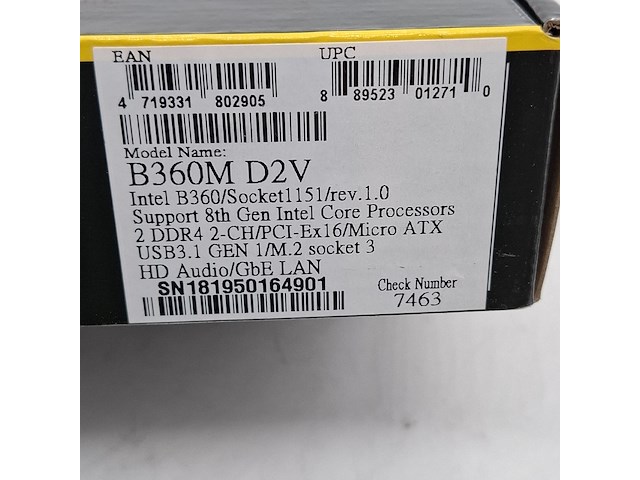 EAN UPC
4 719331 802905 8 89523 01271 0
Model Name:
B360M D2V
Intel B360/Socket1151/rev.1.0
Support 8th Gen Intel Core Processors
2 DDR4 2-CH/PCI-Ex16/Micro ATX
USB3.1 GEN 1/M.2 socket 3
HD Audio/GbE LAN
SN181950164901 Check Number
7463